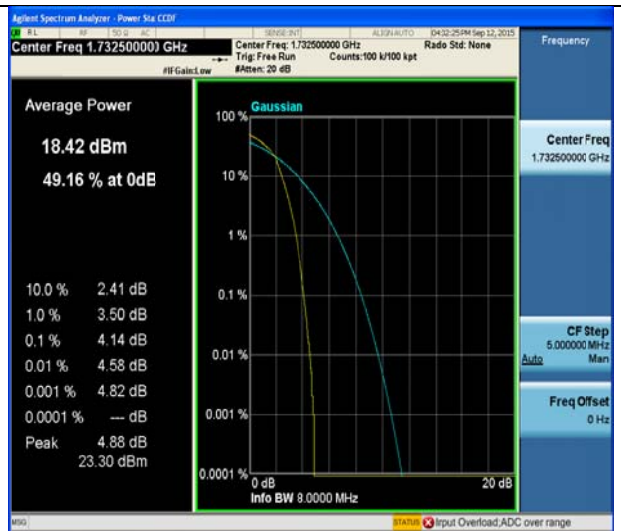 Agilent Spectrum Analyzer - Power Sta CCDF
RL RF 50 Ω AC SENSE:INT ALIGN AUTO 04:32:25 PM Sep 12, 2015
Center Freq 1.732500000 GHz
Center Freq: 1.732500000 GHz Rado Std: None
Trig: Free Run Counts:100 k/100 kpt
#IFGain:Low #Atten: 20 dB
Frequency
Average Power
18.42 dBm
49.16 % at 0dB
10.0 % 2.41 dB
1.0 % 3.50 dB
0.1 % 4.14 dB
0.01 % 4.58 dB
0.001 % 4.82 dB
0.0001 % --- dB
Peak 4.88 dB
23.30 dBm
Gaussian
100 %
10 %
1 %
0.1 %
0.01 %
0.001 %
0.0001 %
0 dB 20 dB
Info BW 8.0000 MHz
Center Freq
1.732500000 GHz
CF Step
5.000000 MHz
Auto Man
Freq Offset
0 Hz
MSG STATUS Input Overload;ADC over range